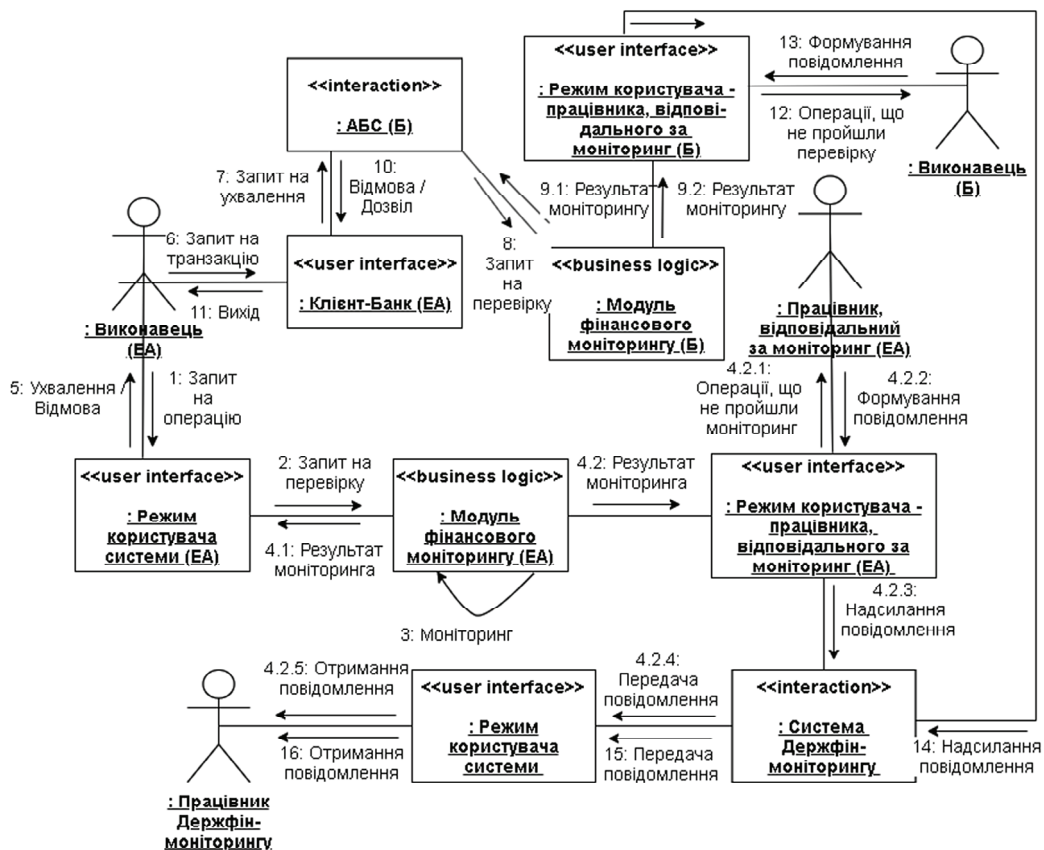 <<user interface>>
: Режим користувача -
працівника, відпові-
дального за
моніторинг (Б)
13: Формування
повідомлення
12: Операції, що
не пройшли
перевірку
: Виконавець
(Б)
<<interaction>>
: АБС (Б)
7: Запит на
ухвалення
10:
Відмова /
Дозвіл
9.1: Результат
моніторингу
9.2: Результат
моніторингу
6: Запит на
транзакцію
11: Вихід
<<user interface>>
: Клієнт-Банк (ЕА)
8:
Запит
на
перевірку
<<business logic>>
: Модуль
фінансового
моніторингу (Б)
: Виконавець
(ЕА)
: Працівник,
відповідальний
за моніторинг (ЕА)
5: Ухвалення /
Відмова
1: Запит
на
операцію
4.2.1:
Операції, що
не пройшли
моніторинг
4.2.2:
Формування
повідомлення
<<user interface>>
: Режим
користувача
системи (ЕА)
2: Запит на
перевірку
4.1: Результат
моніторинга
<<business logic>>
: Модуль
фінансового
моніторингу (ЕА)
4.2: Результат
моніторинга
<<user interface>>
: Режим користувача -
працівника,
відповідального за
моніторинг (ЕА)
3: Моніторинг
4.2.3:
Надсилання
повідомлення
4.2.5: Отримання
повідомлення
16: Отримання
повідомлення
<<user interface>>
: Режим
користувача
системи
4.2.4:
Передача
повідомлення
15: Передача
повідомлення
<<interaction>>
: Система
Держфін-
моніторингу
14: Надсилання
повідомлення
: Працівник
Держфін-
моніторингу